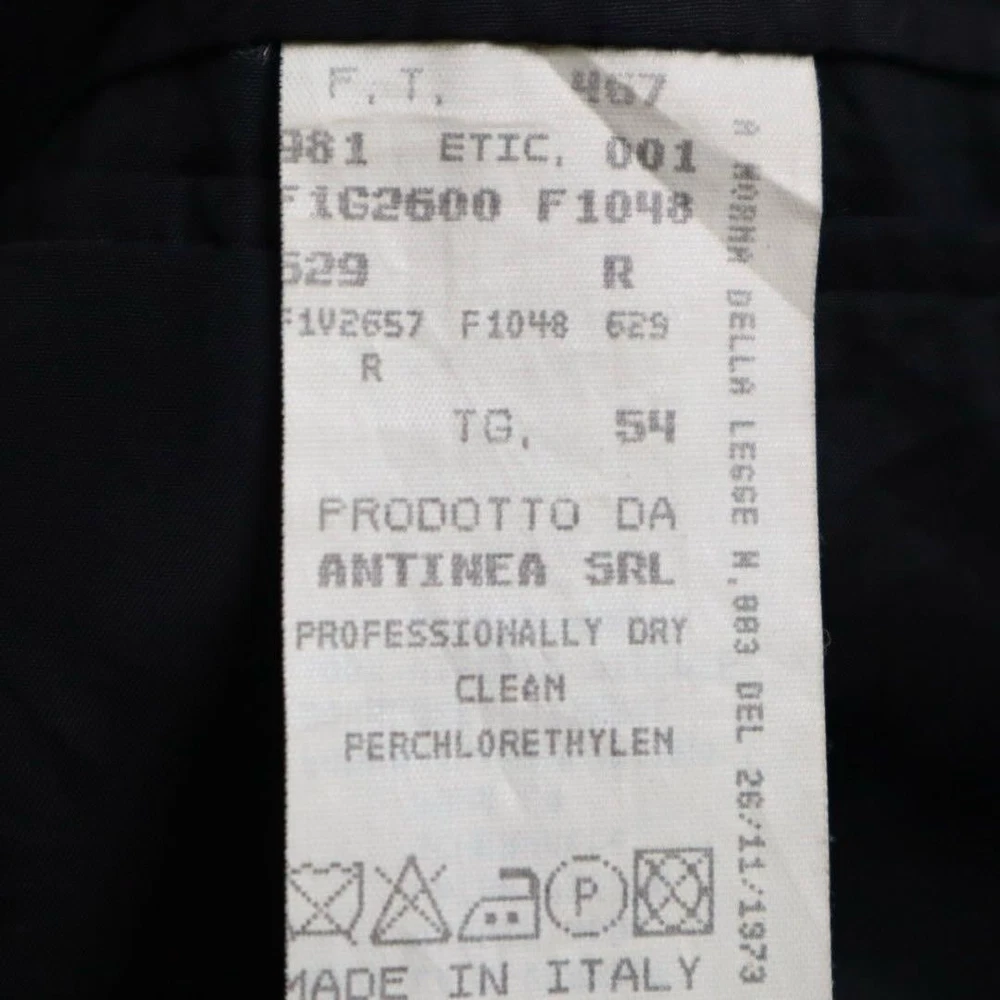 F.T. 467
981 ETIC. 001
F1G2600 F1048
629 R
F1V2657 F1048 629
R
TG. 54
PRODOTTO DA
ANTINEA SRL
PROFESSIONALLY DRY
CLEAN
PERCHLORETHYLEN
P
MADE IN ITALY
A NORMA DELLA LEGGE N.883 DEL 26/11/1973